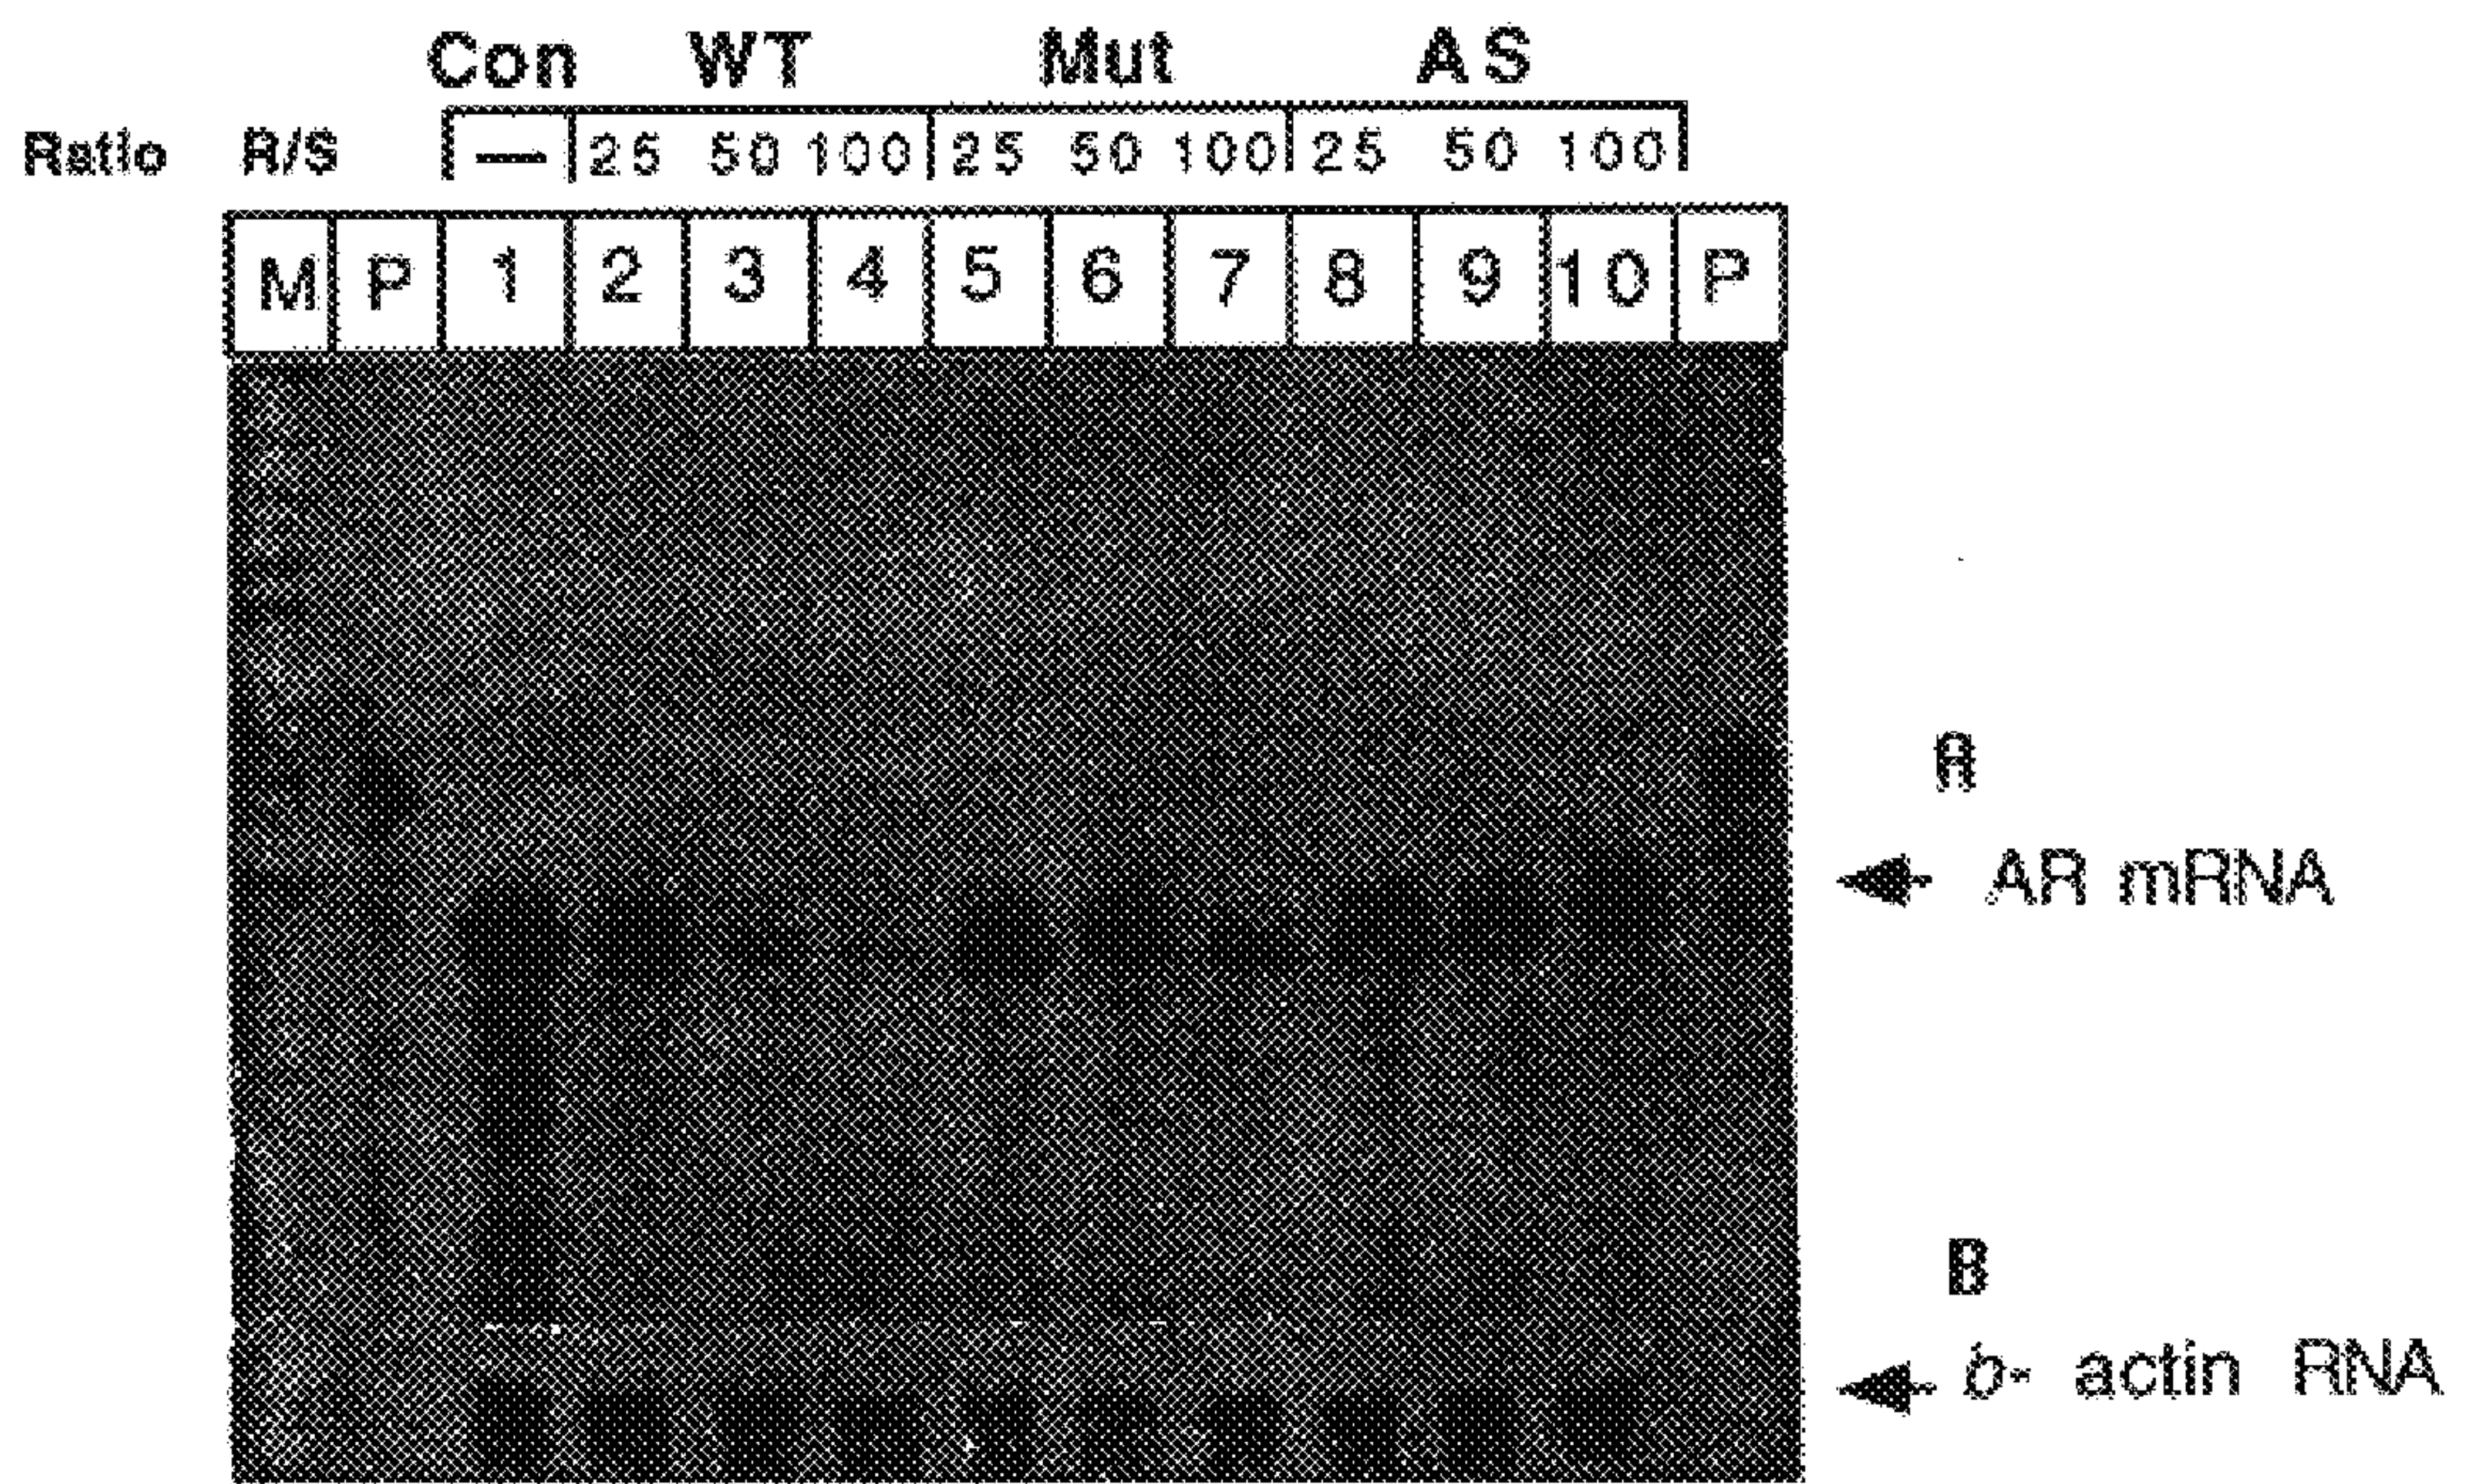 Con WT Mut AS
Ratio R/S — 25 50 100 25 50 100 25 50 100
M P 1 2 3 4 5 6 7 8 9 10 P
A
AR mRNA
B
b- actin RNA